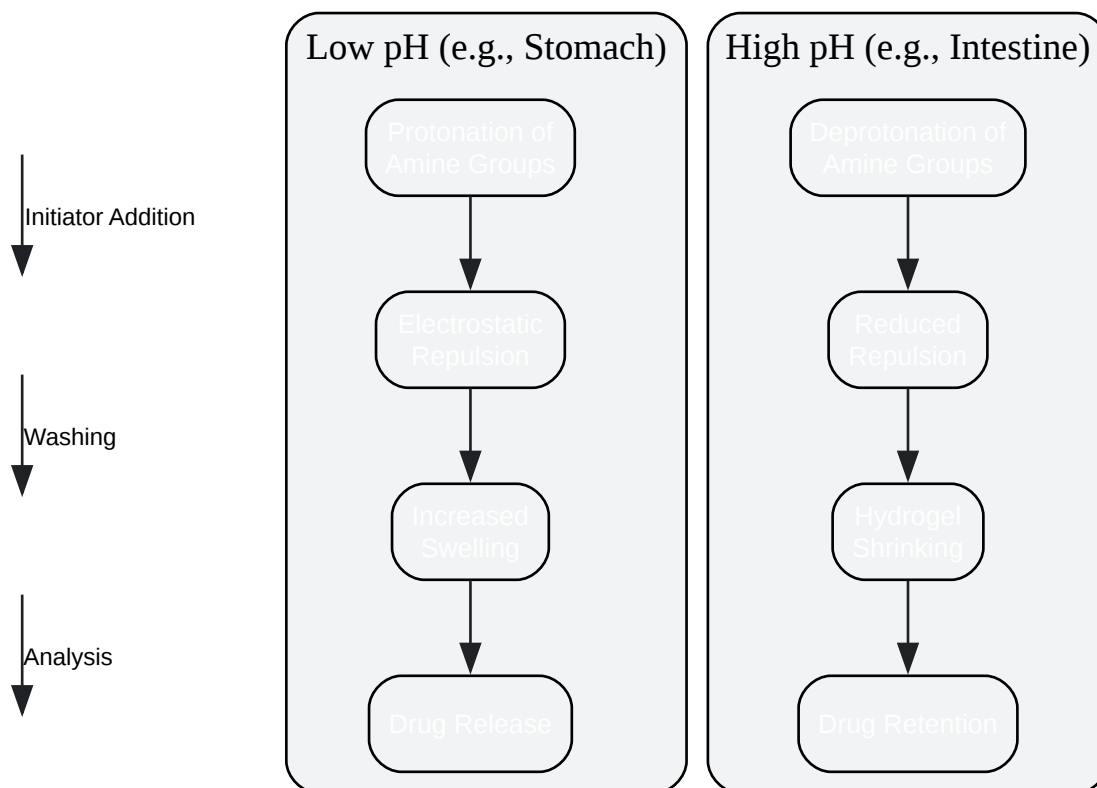 Low pH (e.g., Stomach)
High pH (e.g., Intestine)
Protonation of
Amine Groups
Deprotonation of
Amine Groups
Initiator Addition
Electrostatic
Repulsion
Reduced
Repulsion
Washing
Increased
Swelling
Hydrogel
Shrinking
Analysis
Drug Release
Drug Retention